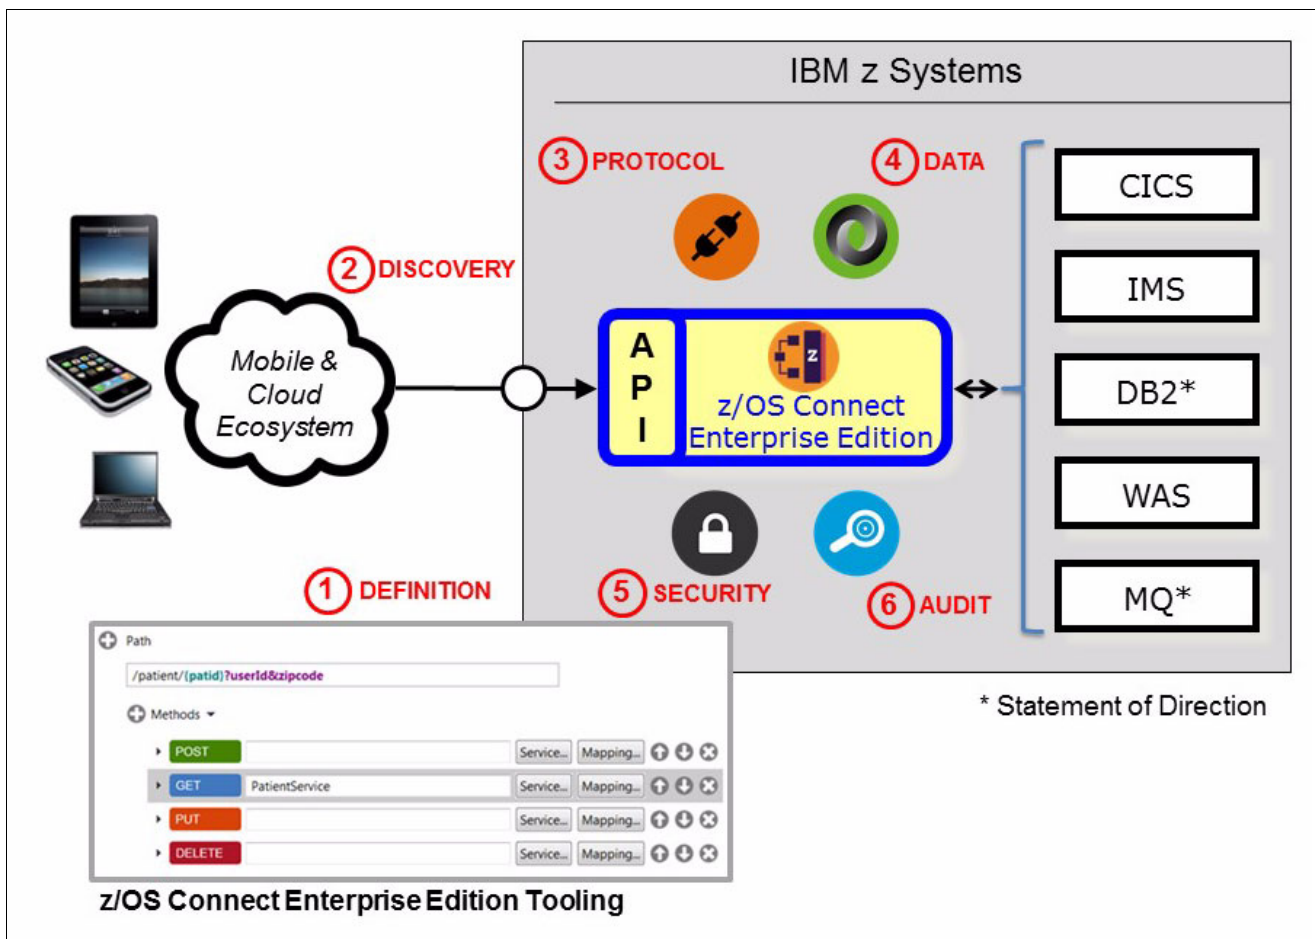 IBM z Systems
3 PROTOCOL
4 DATA
2 DISCOVERY
Mobile &
Cloud
Ecosystem
A
P
I
z
z/OS Connect
Enterprise Edition
CICS
IMS
DB2*
WAS
MQ*
5 SECURITY
6 AUDIT
1 DEFINITION
* Statement of Direction
Path
/patient/{patid}?userId&zipcode
Methods
POST Service... Mapping...
GET PatientService Service... Mapping...
PUT Service... Mapping...
DELETE Service... Mapping...
z/OS Connect Enterprise Edition Tooling